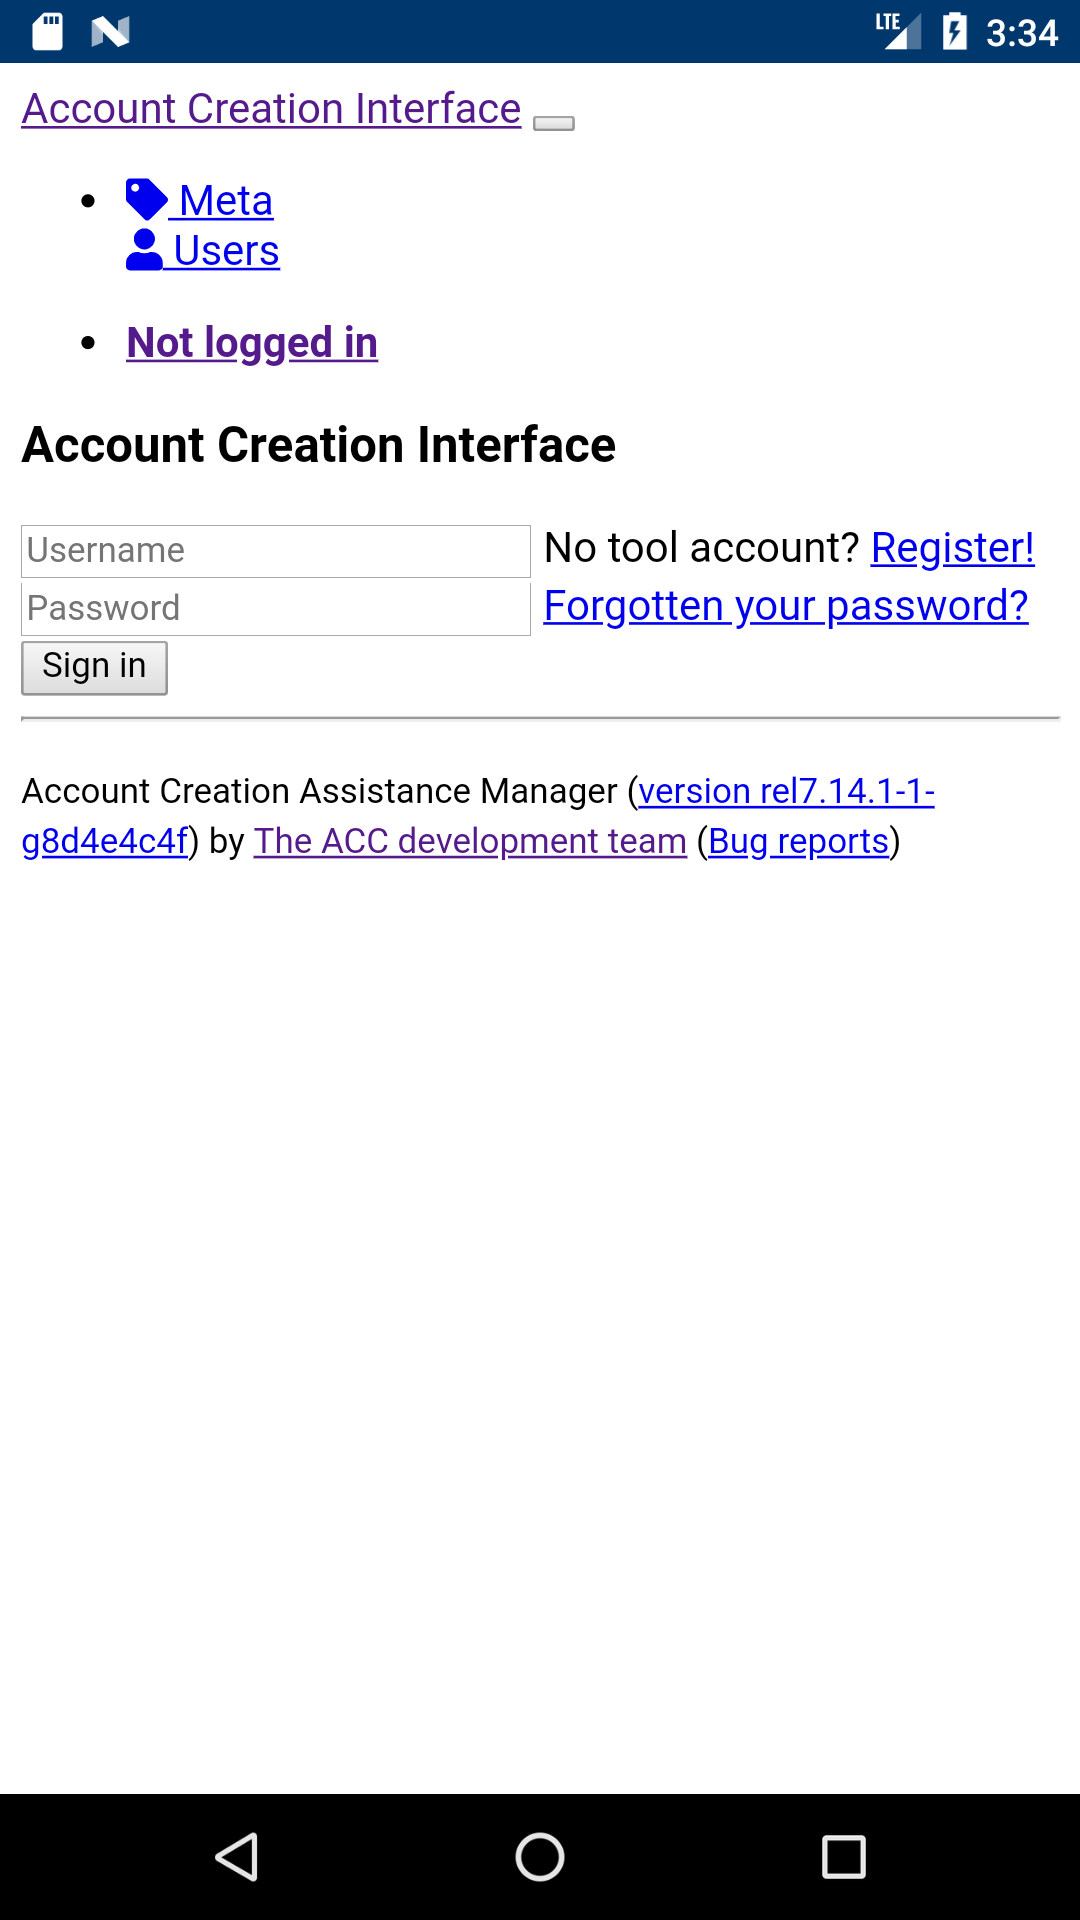 LTE 3:34
Account Creation Interface
Meta
Users
Not logged in
Account Creation Interface
Username No tool account? Register!
Password Forgotten your password?
Sign in
Account Creation Assistance Manager (version rel7.14.1-1-
g8d4e4c4f) by The ACC development team (Bug reports)